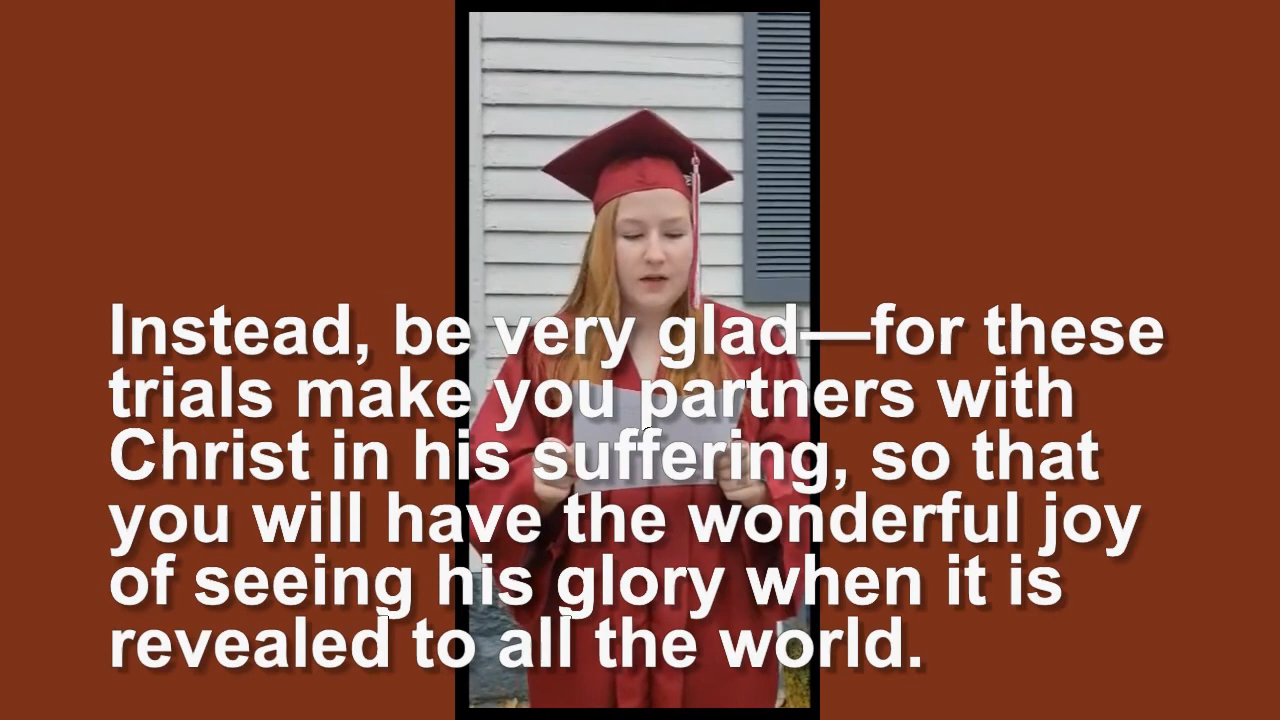 Instead, be very glad—for these
trials make you partners with
Christ in his suffering, so that
you will have the wonderful joy
of seeing his glory when it is
revealed to all the world.